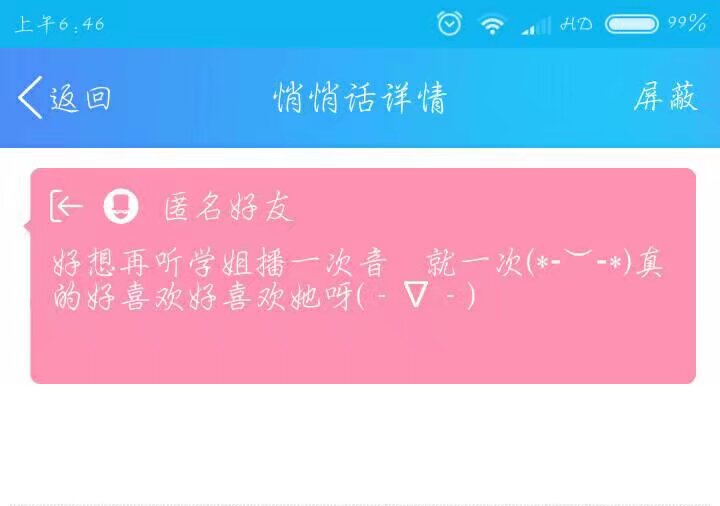 上午6:46 HD 99%
返回 悄悄话详情 屏蔽
匿名好友
好想再听学姐播一次音 就一次(*-︶-*)真
的好喜欢好喜欢她呀( - ∇ - )